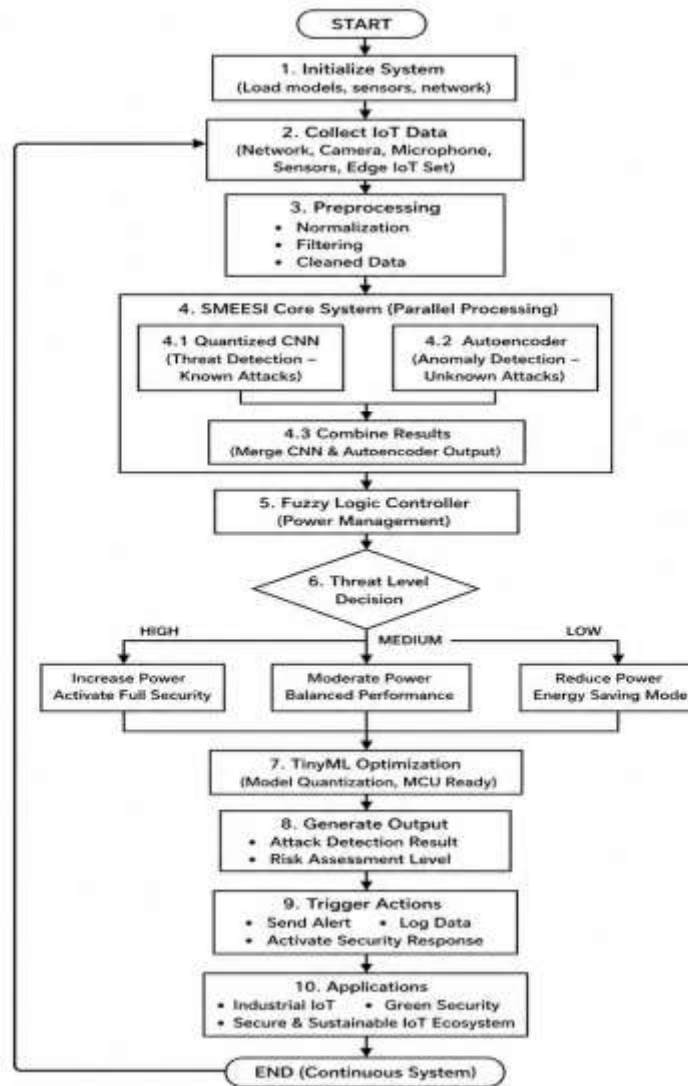 START
1. Initialize System
(Load models, sensors, network)
2. Collect IoT Data
(Network, Camera, Microphone,
Sensors, Edge IoT Set)
3. Preprocessing
• Normalization
• Filtering
• Cleaned Data
4. SMEESI Core System (Parallel Processing)
4.1 Quantized CNN
(Threat Detection –
Known Attacks)
4.2 Autoencoder
(Anomaly Detection –
Unknown Attacks)
4.3 Combine Results
(Merge CNN & Autoencoder Output)
5. Fuzzy Logic Controller
(Power Management)
6. Threat Level
Decision
HIGH
MEDIUM
LOW
Increase Power
Activate Full Security
Moderate Power
Balanced Performance
Reduce Power
Energy Saving Mode
7. TinyML Optimization
(Model Quantization, MCU Ready)
8. Generate Output
• Attack Detection Result
• Risk Assessment Level
9. Trigger Actions
• Send Alert • Log Data
• Activate Security Response
10. Applications
• Industrial IoT • Green Security
• Secure & Sustainable IoT Ecosystem
END (Continuous System)